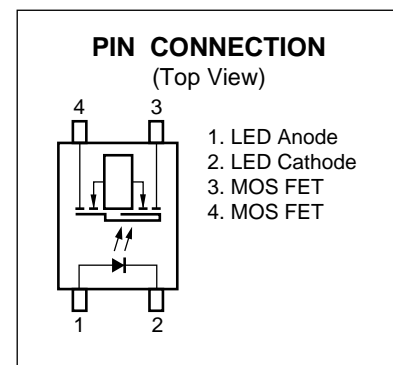 PIN CONNECTION
(Top View)
4 3
1. LED Anode
2. LED Cathode
3. MOS FET
4. MOS FET
1 2